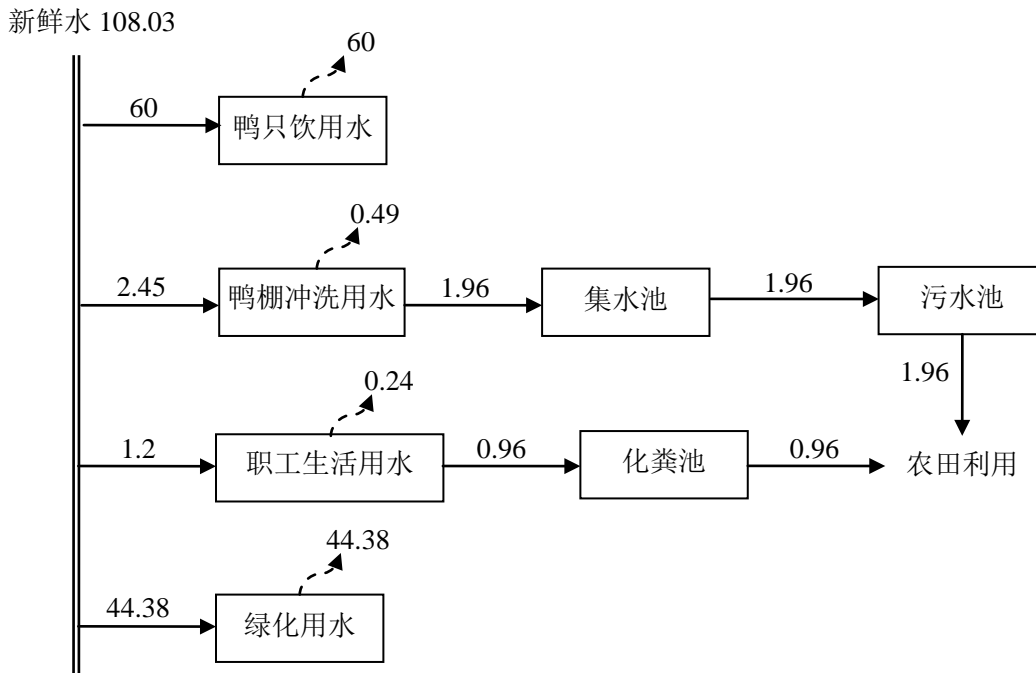 新鲜水 108.03
60
60
鸭只饮用水
0.49
2.45
鸭棚冲洗用水
1.96
集水池
1.96
污水池
1.96
0.24
1.2
职工生活用水
0.96
化粪池
0.96
农田利用
44.38
44.38
绿化用水